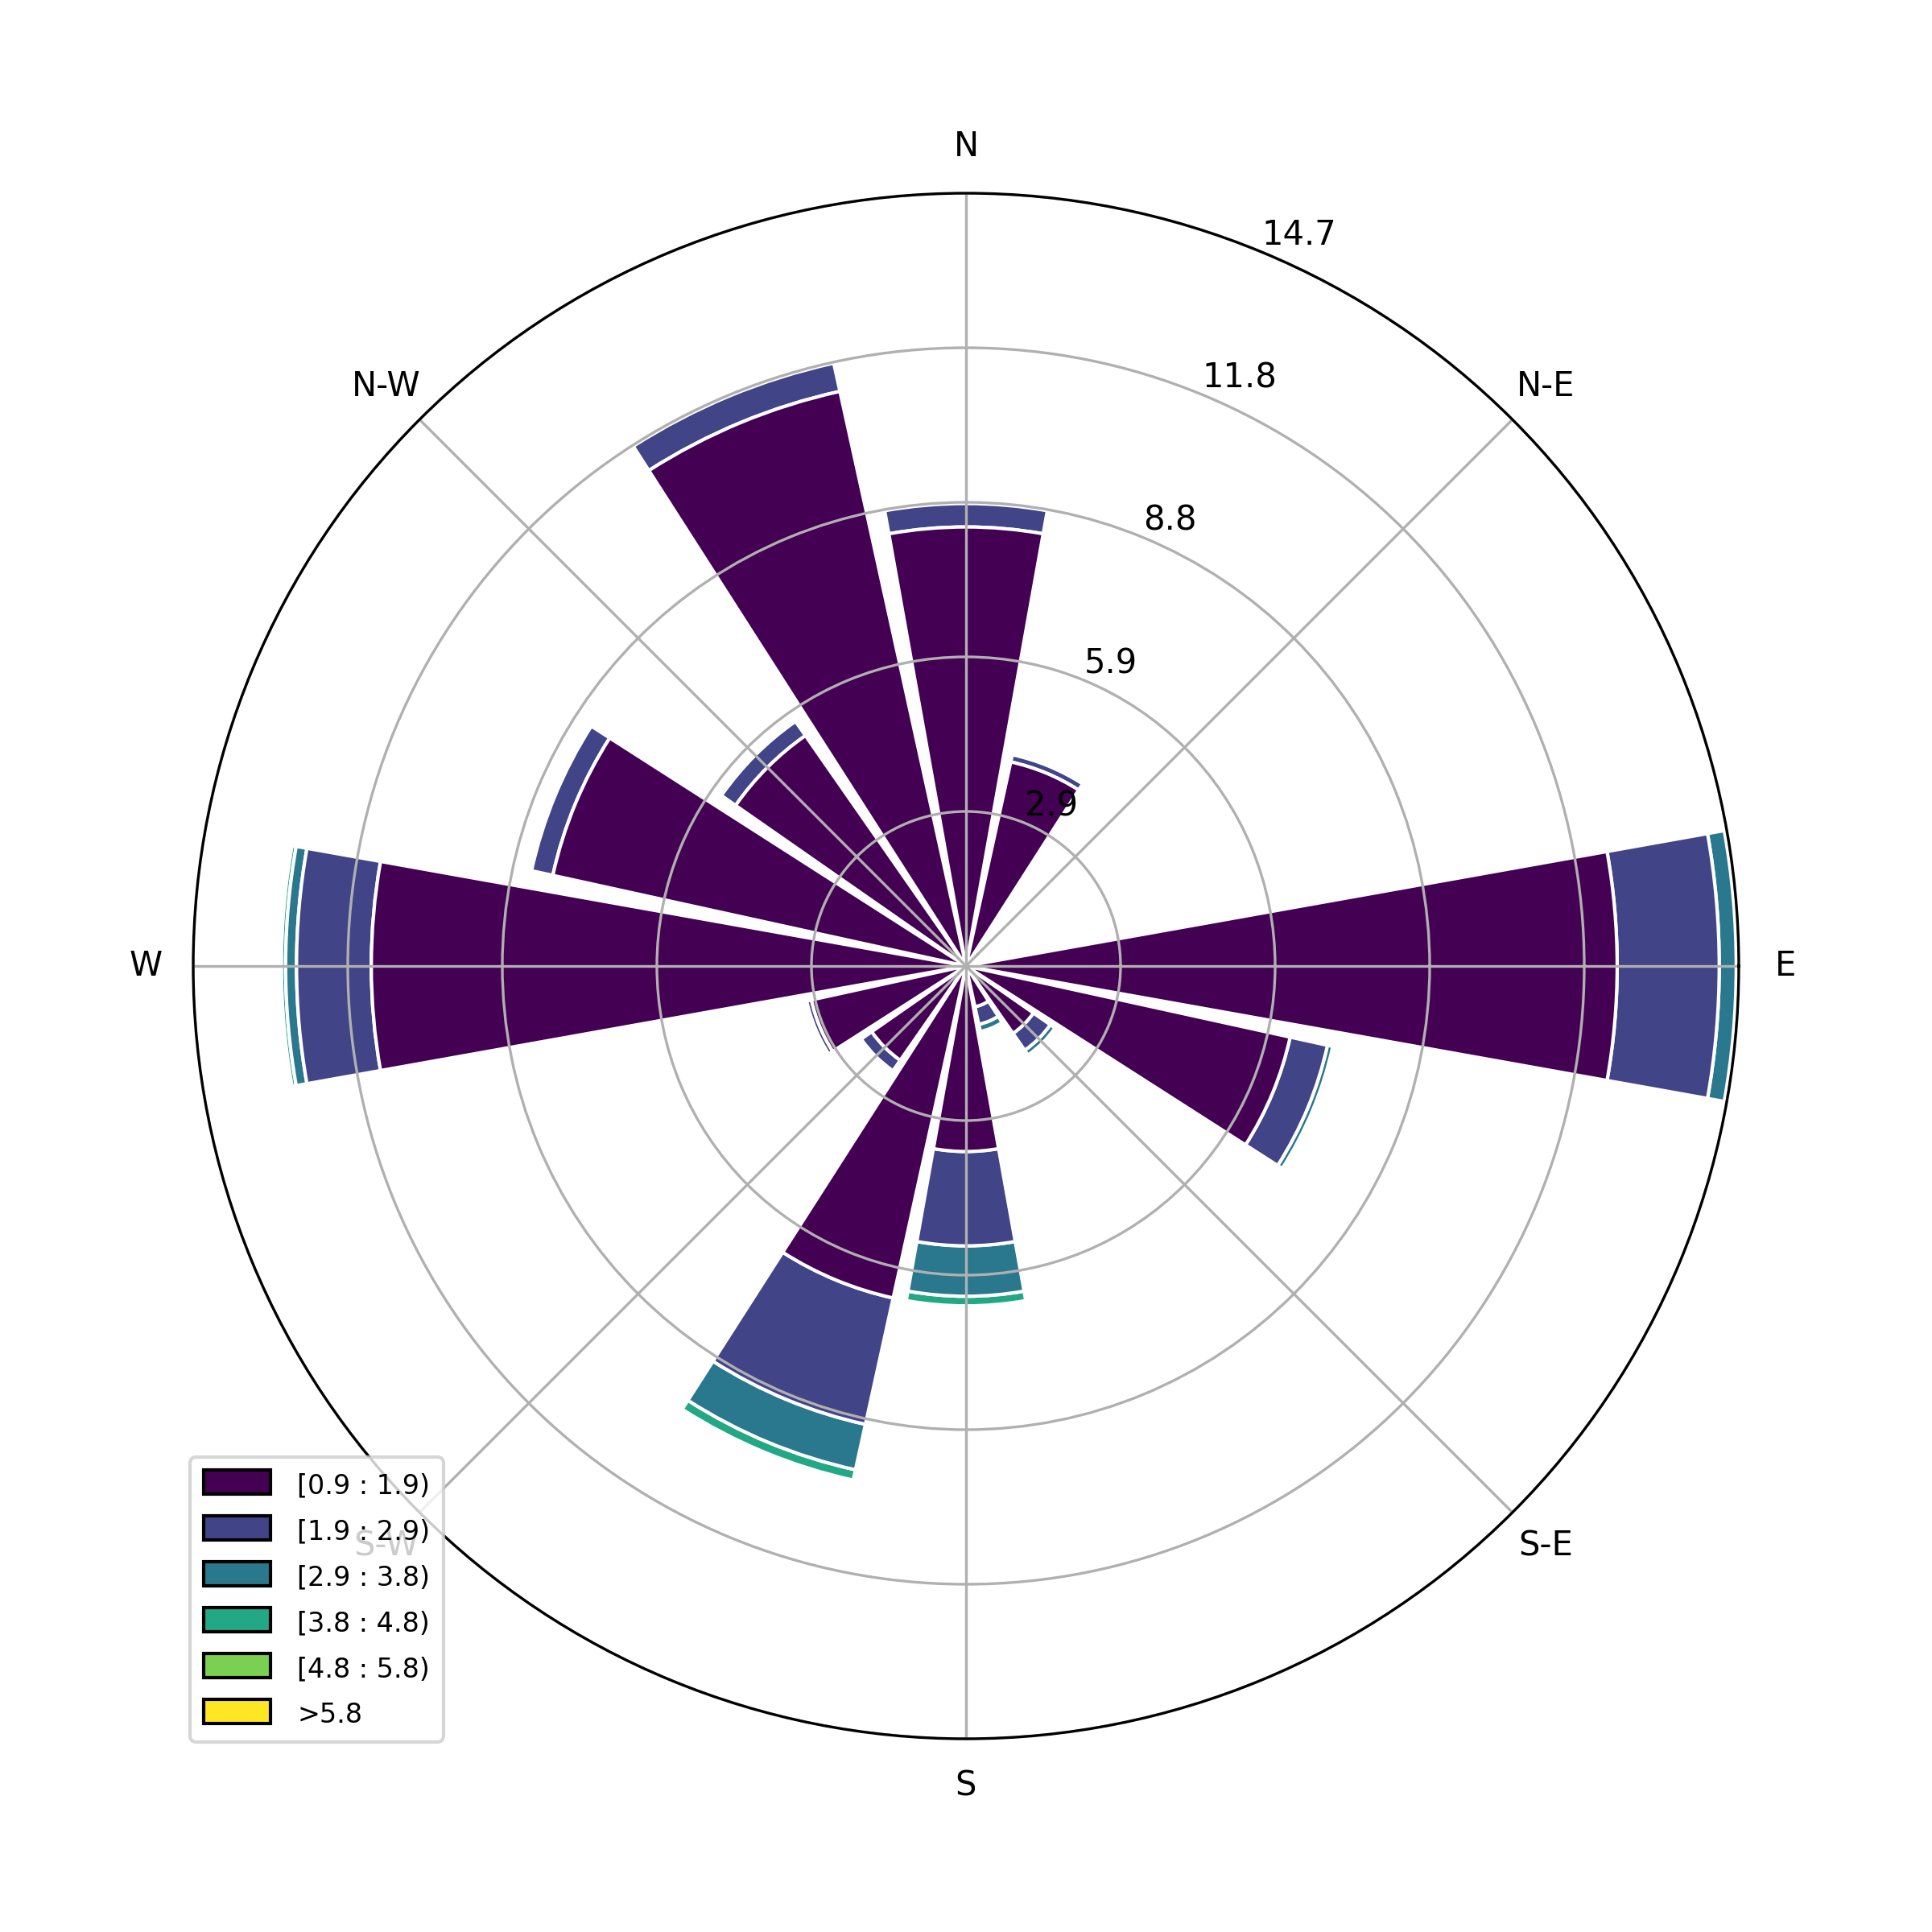 N
14.7
11.8
N-W
N-E
8.8
5.9
2.9
W
E
[0.9 : 1.9)
[1.9 : 2.9)
S-W
S-E
[2.9 : 3.8)
[3.8 : 4.8)
[4.8 : 5.8)
>5.8
S